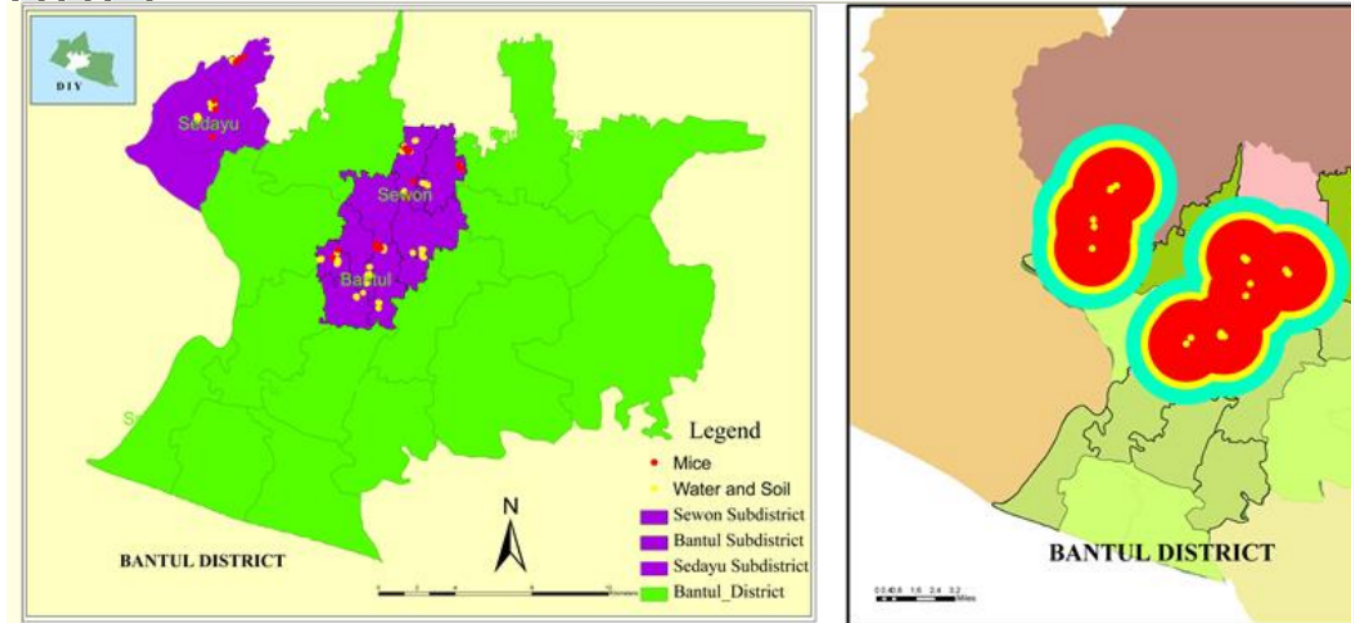 D I Y
Sedayu
Sewon
Bantul
Legend
Mice
Water and Soil
Sewon Subdistrict
Bantul Subdistrict
Sedayu Subdistrict
Bantul_District
N
BANTUL DISTRICT
BANTUL DISTRICT
Miles